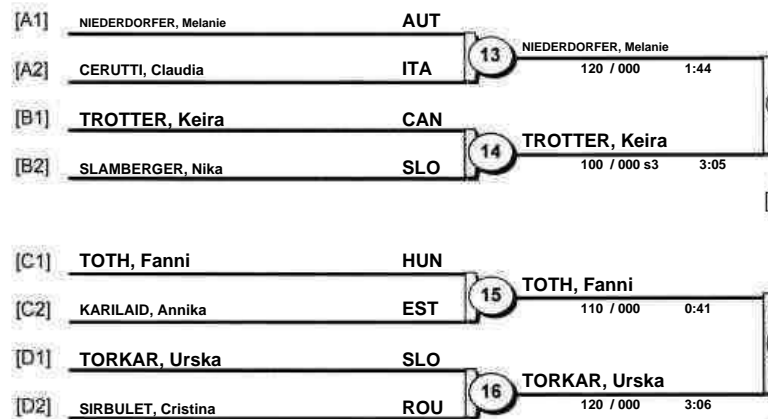 [A1] NIEDERDORFER, Melanie AUT
13 NIEDERDORFER, Melanie
120 / 000 1:44
[A2] CERUTTI, Claudia ITA
[B1] TROTTER, Keira CAN
14 TROTTER, Keira
100 / 000 s3 3:05
[B2] SLAMBERGER, Nika SLO
[C1] TOTH, Fanni HUN
15 TOTH, Fanni
110 / 000 0:41
[C2] KARILAID, Annika EST
[D1] TORKAR, Urska SLO
16 TORKAR, Urska
120 / 000 3:06
[D2] SIRBULET, Cristina ROU